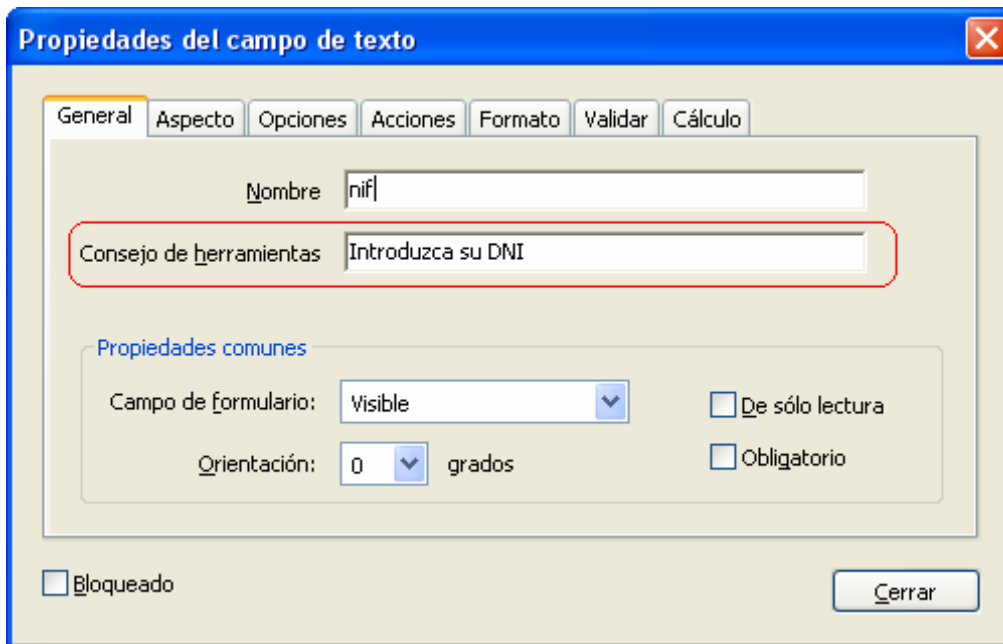 Propiedades del campo de texto
General Aspecto Opciones Acciones Formato Validar Cálculo
Nombre nif
Consejo de herramientas Introduzca su DNI
Propiedades comunes
Campo de formulario: Visible De sólo lectura
Orientación: 0 grados Obligatorio
Bloqueado Cerrar